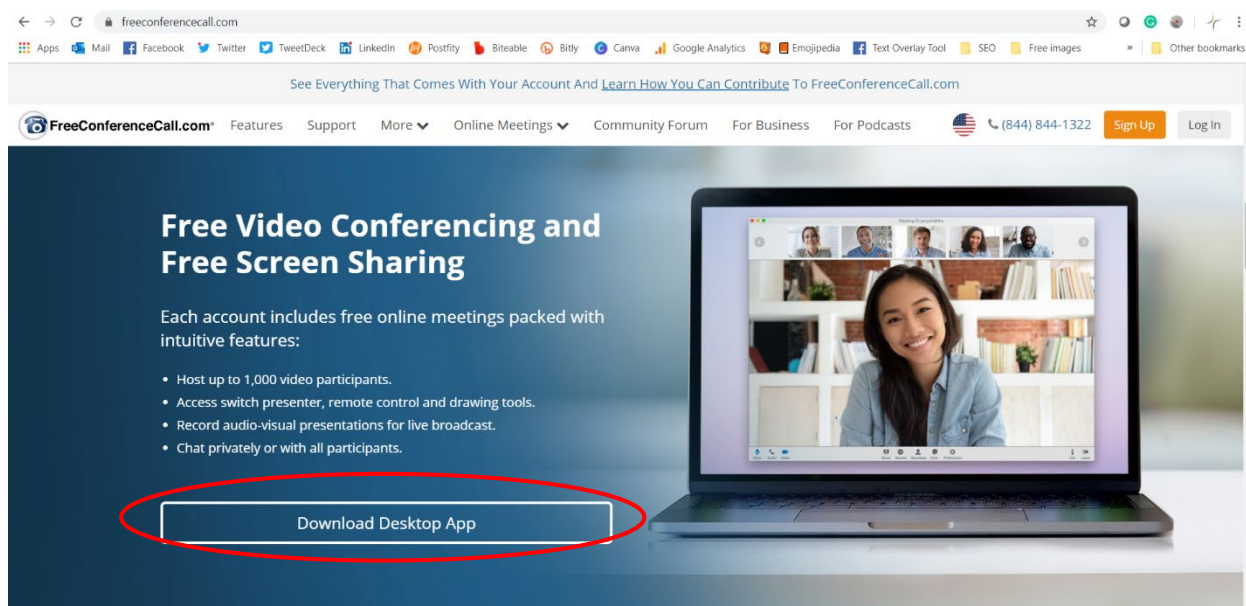 freeconferencecall.com
Apps Mail Facebook Twitter TweetDeck LinkedIn Postfity Biteable Bitly Canva Google Analytics Emojipedia Text Overlay Tool SEO Free images » Other bookmarks
See Everything That Comes With Your Account And Learn How You Can Contribute To FreeConferenceCall.com
FreeConferenceCall.com® Features Support More Online Meetings Community Forum For Business For Podcasts (844) 844-1322 Sign Up Log In
Free Video Conferencing and
Free Screen Sharing
Each account includes free online meetings packed with
intuitive features:
• Host up to 1,000 video participants.
• Access switch presenter, remote control and drawing tools.
• Record audio-visual presentations for live broadcast.
• Chat privately or with all participants.
Download Desktop App